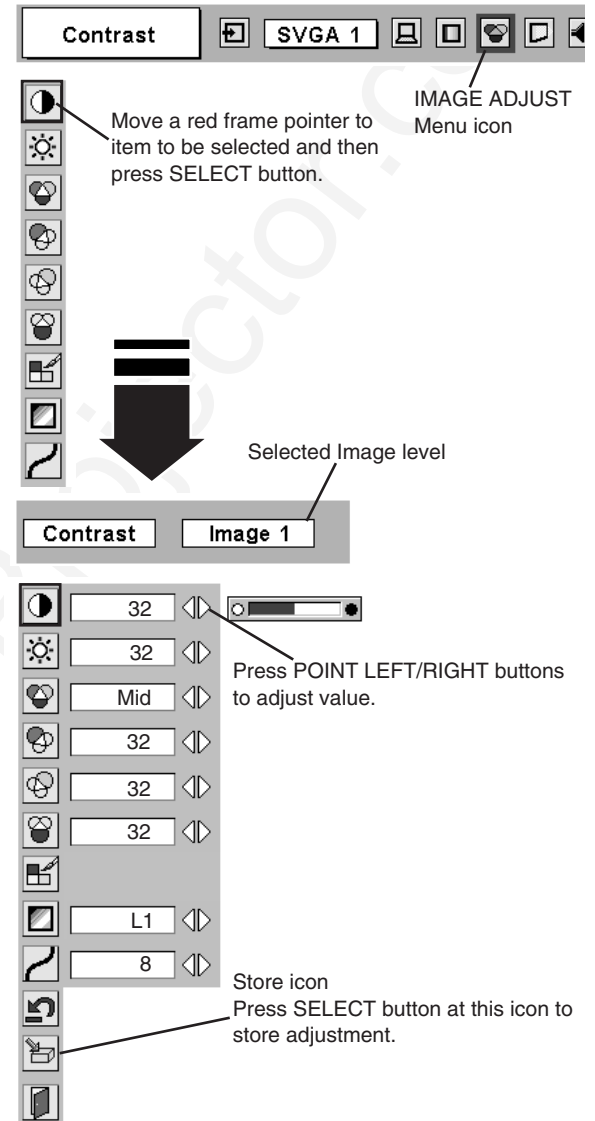 Contrast SVGA 1
IMAGE ADJUST
Menu icon
Move a red frame pointer to
item to be selected and then
press SELECT button.
Selected Image level
Contrast Image 1
32
32
Press POINT LEFT/RIGHT buttons
to adjust value.
Mid
32
32
32
L1
8
Store icon
Press SELECT button at this icon to
store adjustment.